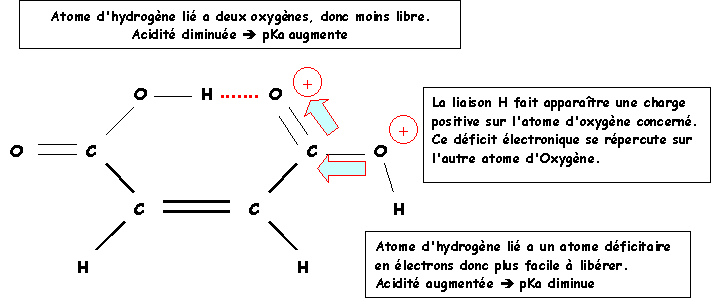 Atome d'hydrogène lié a deux oxygènes, donc moins libre.
Acidité diminuée ➔ pKa augmente
O H O +
La liaison H fait apparaître une charge
positive sur l'atome d'oxygène concerné.
Ce déficit électronique se répercute sur
l'autre atome d'Oxygène.
+
O C C O
C C H
H H
Atome d'hydrogène lié a un atome déficitaire
en électrons donc plus facile à libérer.
Acidité augmentée ➔ pKa diminue